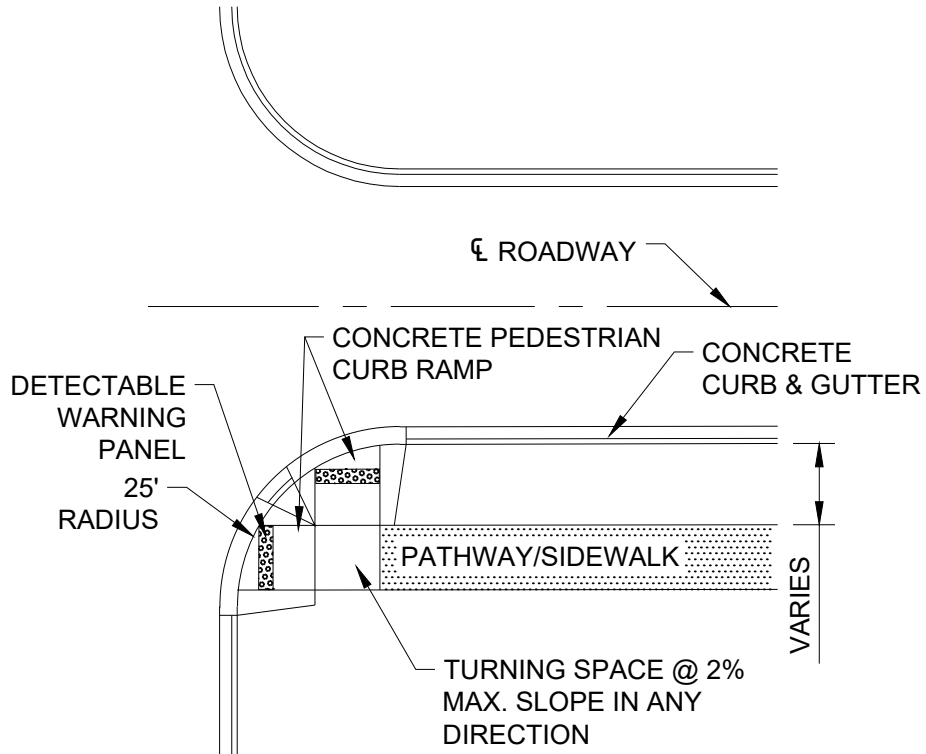 ℄ ROADWAY
CONCRETE PEDESTRIAN
CURB RAMP
CONCRETE
CURB & GUTTER
DETECTABLE
WARNING
PANEL
25'
RADIUS
PATHWAY/SIDEWALK
VARIES
TURNING SPACE @ 2%
MAX. SLOPE IN ANY
DIRECTION